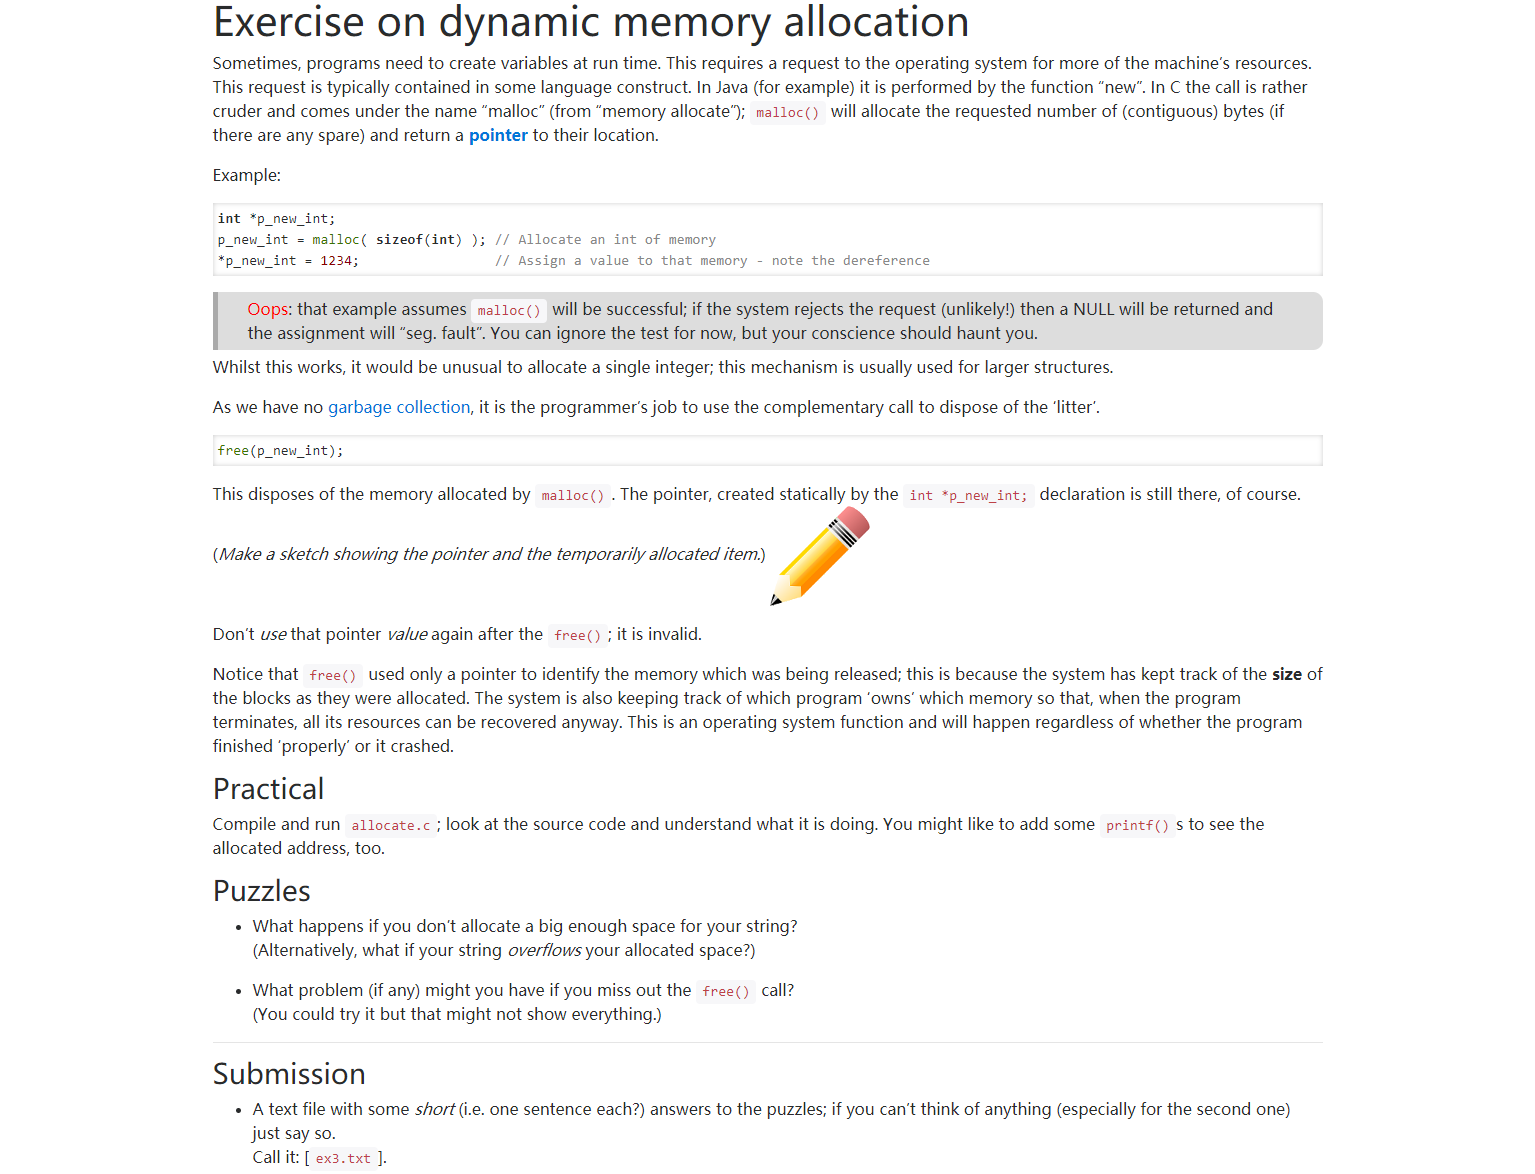 Exercise on dynamic memory allocation
Sometimes, programs need to create variables at run time. This requires a request to the operating system for more of the machine's resources.
This request is typically contained in some language construct. In Java (for example) it is performed by the function “new”. In C the call is rather
cruder and comes under the name “malloc” (from “memory allocate”); malloc() will allocate the requested number of (contiguous) bytes (if
there are any spare) and return a pointer to their location.
Example:
int *p_new_int;
p_new_int = malloc( sizeof(int) ); // Allocate an int of memory
*p_new_int = 1234; // Assign a value to that memory - note the dereference
Oops: that example assumes malloc() will be successful; if the system rejects the request (unlikely!) then a NULL will be returned and
the assignment will “seg. fault”. You can ignore the test for now, but your conscience should haunt you.
Whilst this works, it would be unusual to allocate a single integer; this mechanism is usually used for larger structures.
As we have no garbage collection, it is the programmer's job to use the complementary call to dispose of the ‘litter’.
free(p_new_int);
This disposes of the memory allocated by malloc() . The pointer, created statically by the int *p_new_int; declaration is still there, of course.
(Make a sketch showing the pointer and the temporarily allocated item.)
Don't use that pointer value again after the free() ; it is invalid.
Notice that free() used only a pointer to identify the memory which was being released; this is because the system has kept track of the size of
the blocks as they were allocated. The system is also keeping track of which program ‘owns’ which memory so that, when the program
terminates, all its resources can be recovered anyway. This is an operating system function and will happen regardless of whether the program
finished ‘properly’ or it crashed.
Practical
Compile and run allocate.c ; look at the source code and understand what it is doing. You might like to add some printf() s to see the
allocated address, too.
Puzzles
• What happens if you don't allocate a big enough space for your string?
(Alternatively, what if your string overflows your allocated space?)
• What problem (if any) might you have if you miss out the free() call?
(You could try it but that might not show everything.)
Submission
• A text file with some short (i.e. one sentence each?) answers to the puzzles; if you can't think of anything (especially for the second one)
just say so.
Call it: [ ex3.txt ].